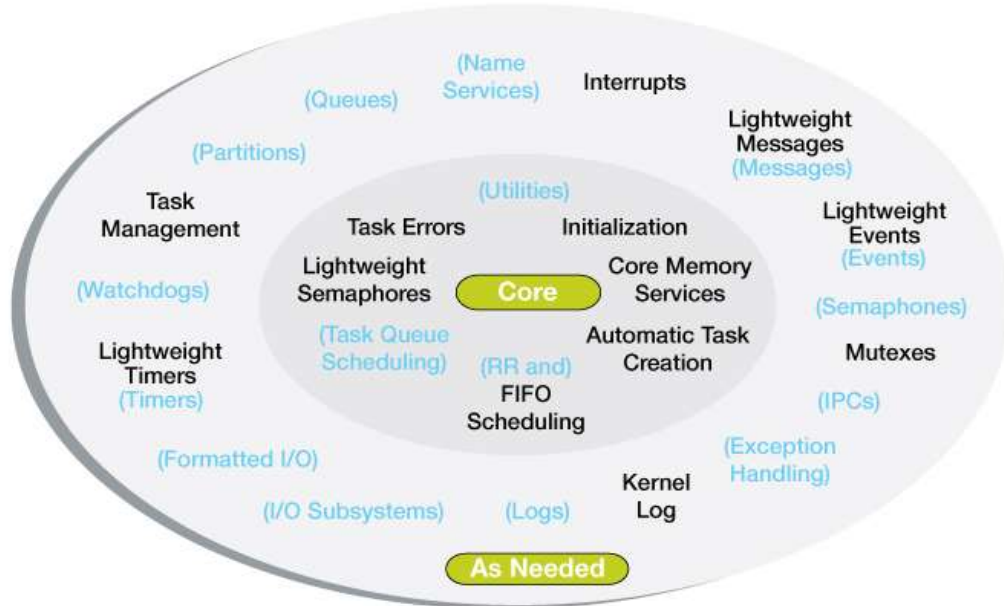 (Name
Services)
Interrupts
(Queues)
Lightweight
Messages
(Messages)
(Partitions)
(Utilities)
Task
Management
Task Errors
Initialization
Lightweight
Events
(Events)
Lightweight
Semaphores
Core
Core Memory
Services
(Watchdogs)
(Semaphones)
(Task Queue
Scheduling)
Automatic Task
Creation
(RR and)
FIFO
Scheduling
Lightweight
Timers
(Timers)
Mutexes
(IPCs)
(Formatted I/O)
(Exception
Handling)
(I/O Subsystems)
(Logs)
Kernel
Log
As Needed